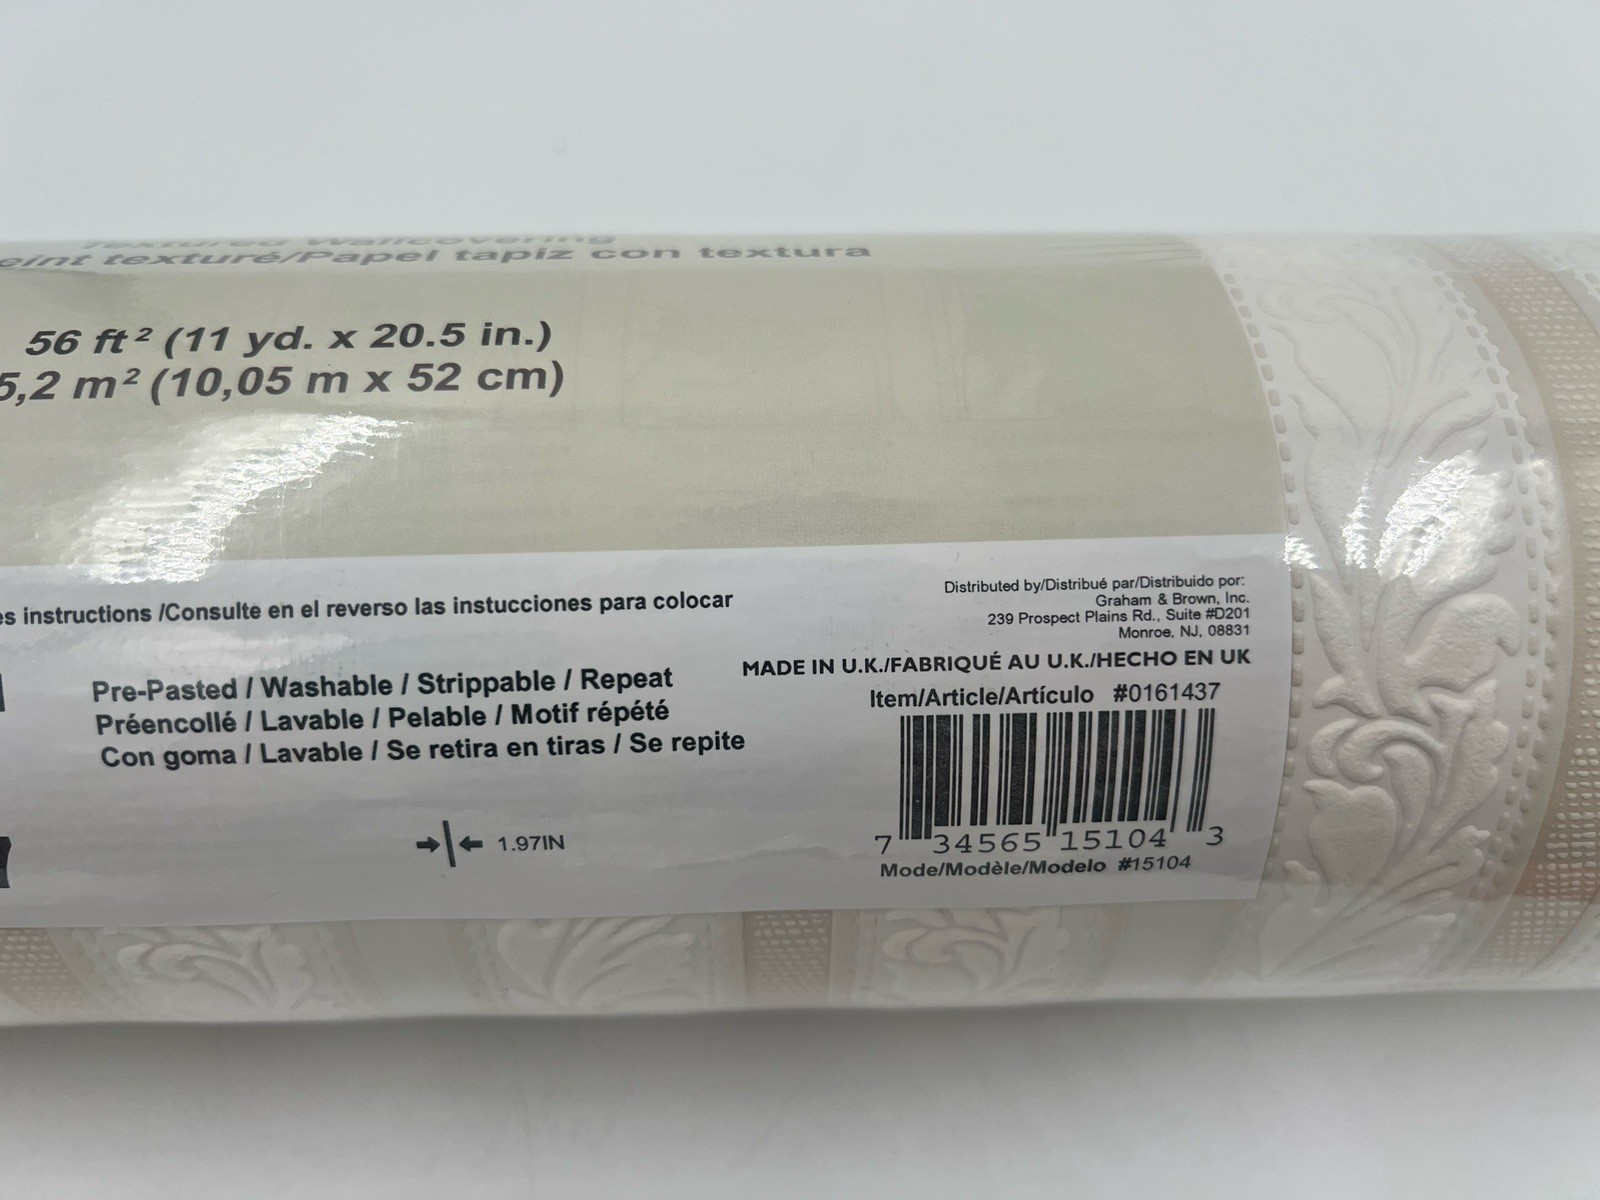 Textured Wallcovering
eint texturé/Papel tapiz con textura
56 ft² (11 yd. x 20.5 in.)
5,2 m² (10,05 m x 52 cm)
es instructions /Consulte en el reverso las instucciones para colocar
Pre-Pasted / Washable / Strippable / Repeat
Préencollé / Lavable / Pelable / Motif répété
Con goma / Lavable / Se retira en tiras / Se repite
1.97IN
Distributed by/Distribué par/Distribuido por:
Graham & Brown, Inc.
239 Prospect Plains Rd., Suite #D201
Monroe, NJ, 08831
MADE IN U.K./FABRIQUÉ AU U.K./HECHO EN UK
Item/Article/Artículo #0161437
7 34565 15104 3
Mode/Modèle/Modelo #15104